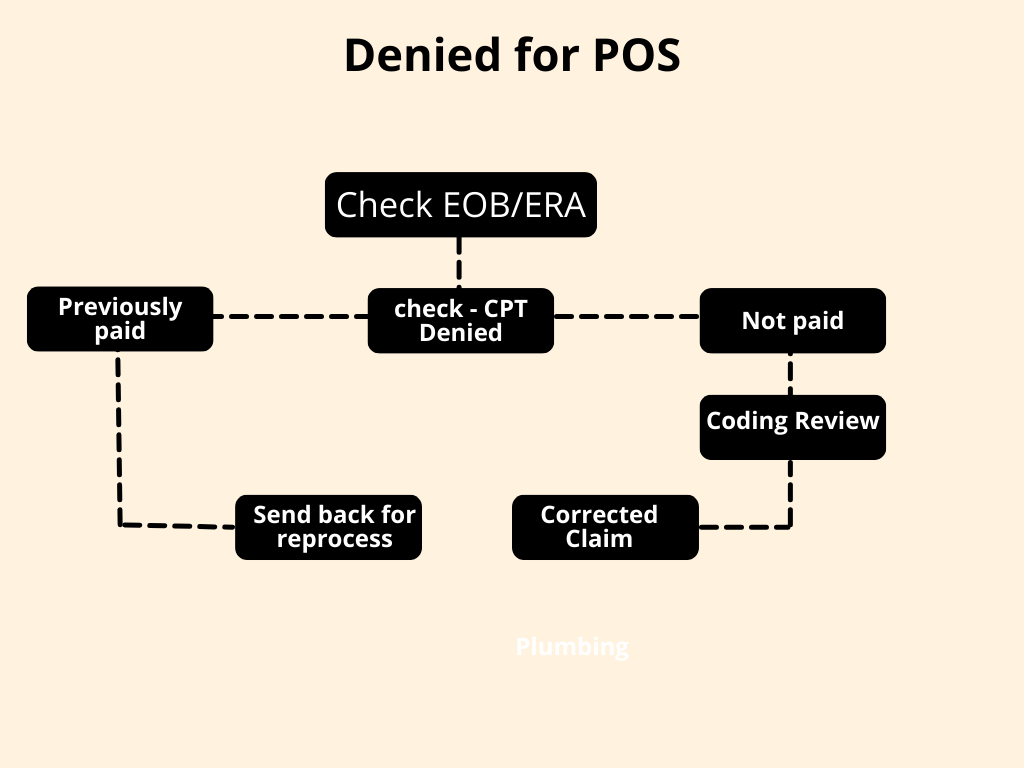 Denied for POS
Check EOB/ERA
Previously
paid
check - CPT
Denied
Not paid
Coding Review
Send back for
reprocess
Corrected
Claim
Plumbing